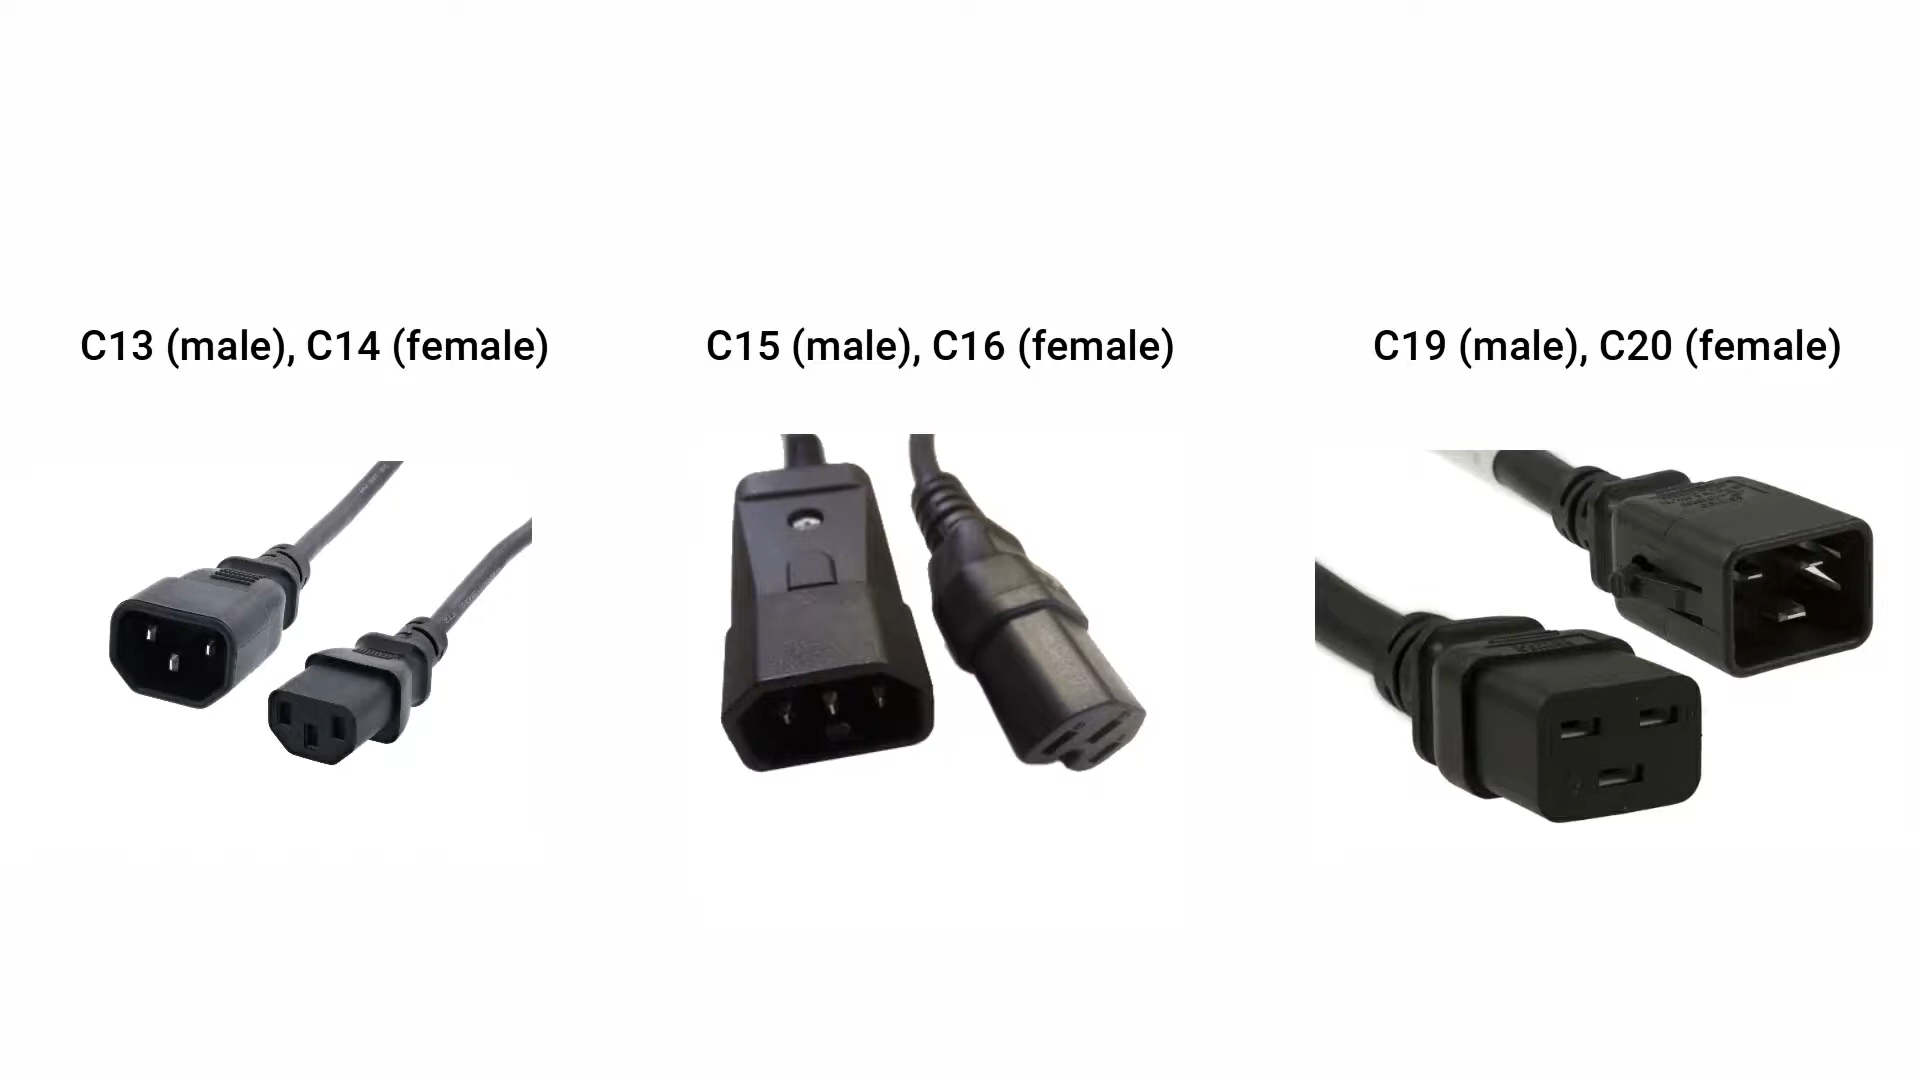 C13 (male), C14 (female)
C15 (male), C16 (female)
C19 (male), C20 (female)